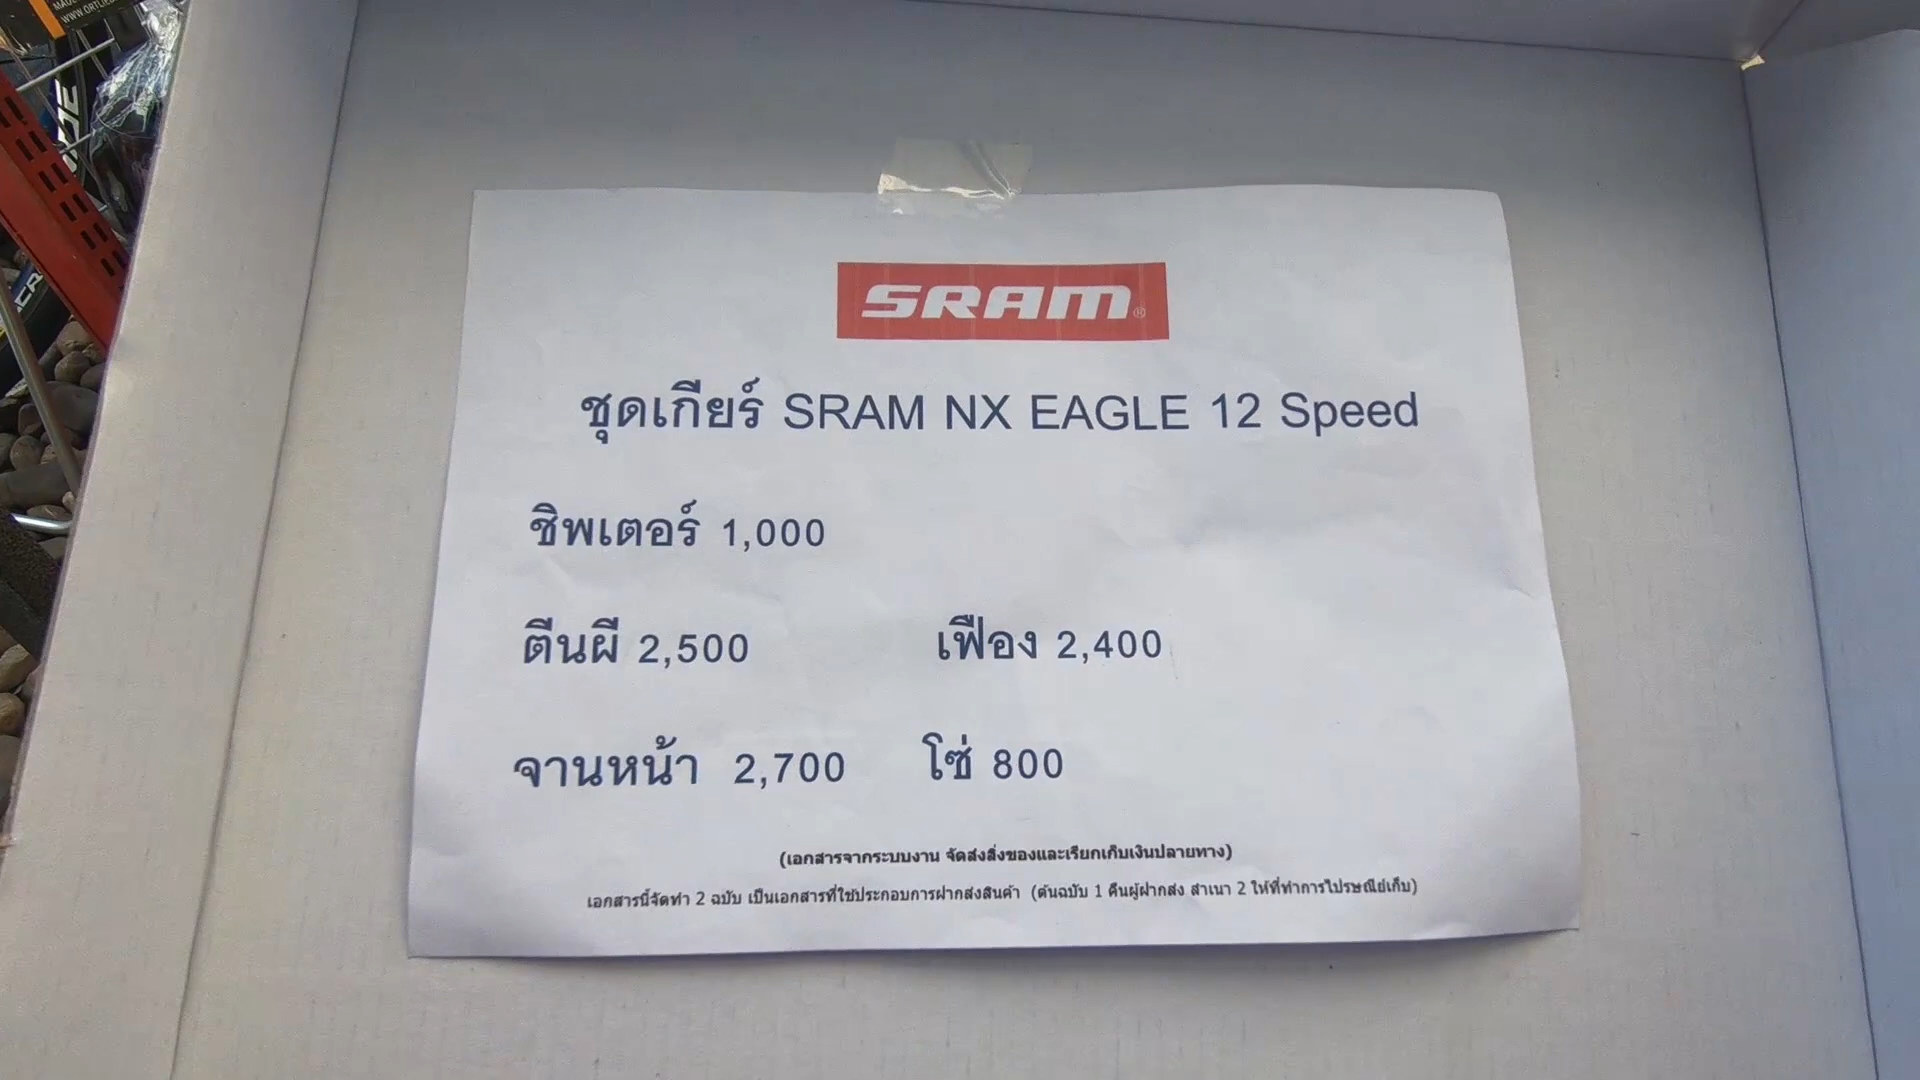 WWW.ORTLIE
SRAM®
ชุดเกียร์ SRAM NX EAGLE 12 Speed
ชิพเตอร์ 1,000
ตีนผี 2,500 เฟือง 2,400
จานหน้า 2,700 โซ่ 800
(เอกสารจากระบบงาน จัดส่งสิ่งของและเรียกเก็บเงินปลายทาง)
เอกสารนี้จัดทำ 2 ฉบับ เป็นเอกสารที่ใช้ประกอบการฝากส่งสินค้า (ต้นฉบับ 1 คืนผู้ฝากส่ง สำเนา 2 ให้ที่ทำการไปรษณีย์เก็บ)